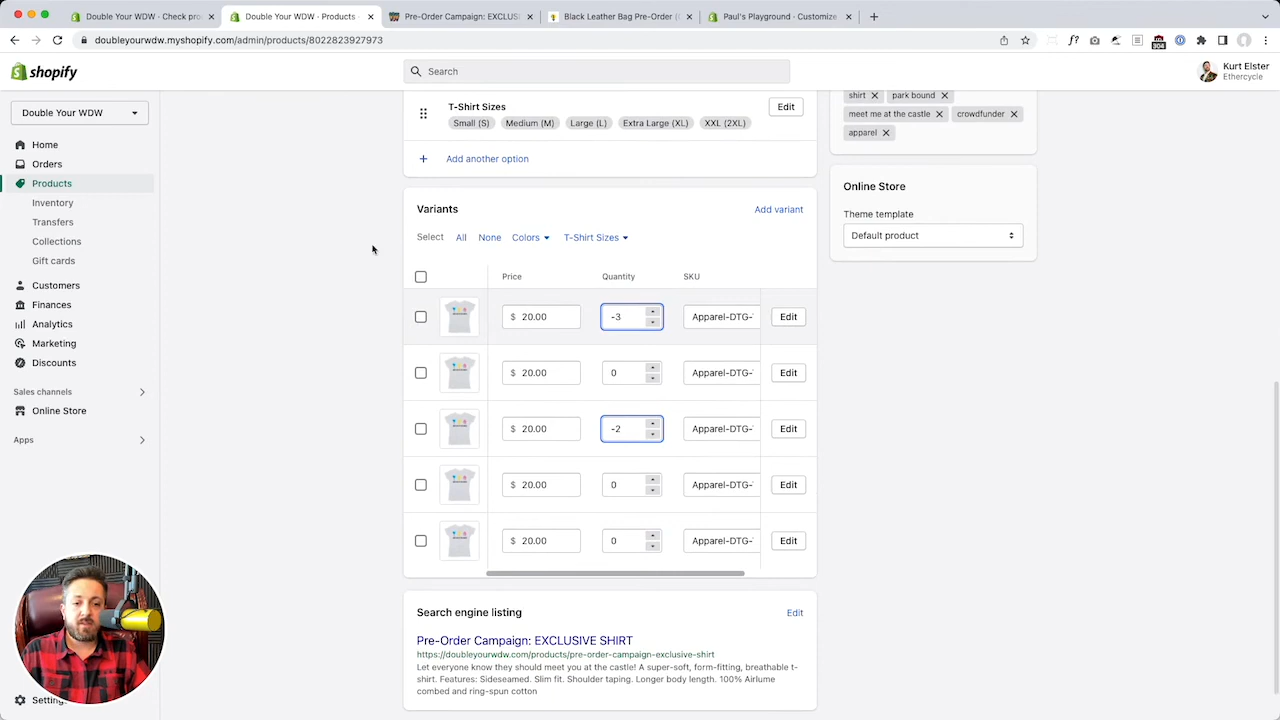 Double Your WDW · Check pro
Double Your WDW · Products ·
Pre-Order Campaign: EXCLUSI
Black Leather Bag Pre-Order (
Paul's Playground · Customize
doubleyourwdw.myshopify.com/admin/products/8022823927973
f?
shopify
Search
Kurt Elster
Ethercycle
Double Your WDW
Home
Orders
Products
Inventory
Transfers
Collections
Gift cards
Customers
Finances
Analytics
Marketing
Discounts
Sales channels
Online Store
Apps
T-Shirt Sizes
Edit
Small (S) Medium (M) Large (L) Extra Large (XL) XXL (2XL)
Add another option
Variants
Add variant
Select All None Colors T-Shirt Sizes
Price Quantity SKU
$ 20.00 -3 Apparel-DTG- Edit
$ 20.00 0 Apparel-DTG- Edit
$ 20.00 -2 Apparel-DTG- Edit
$ 20.00 0 Apparel-DTG- Edit
$ 20.00 0 Apparel-DTG- Edit
Search engine listing
Edit
Pre-Order Campaign: EXCLUSIVE SHIRT
https://doubleyourwdw.com/products/pre-order-campaign-exclusive-shirt
Let everyone know they should meet you at the castle! A super-soft, form-fitting, breathable t-
shirt. Features: Sideseamed. Slim fit. Shoulder taping. Longer body length. 100% Airlume
combed and ring-spun cotton
shirt park bound
meet me at the castle crowdfunder
apparel
Online Store
Theme template
Default product